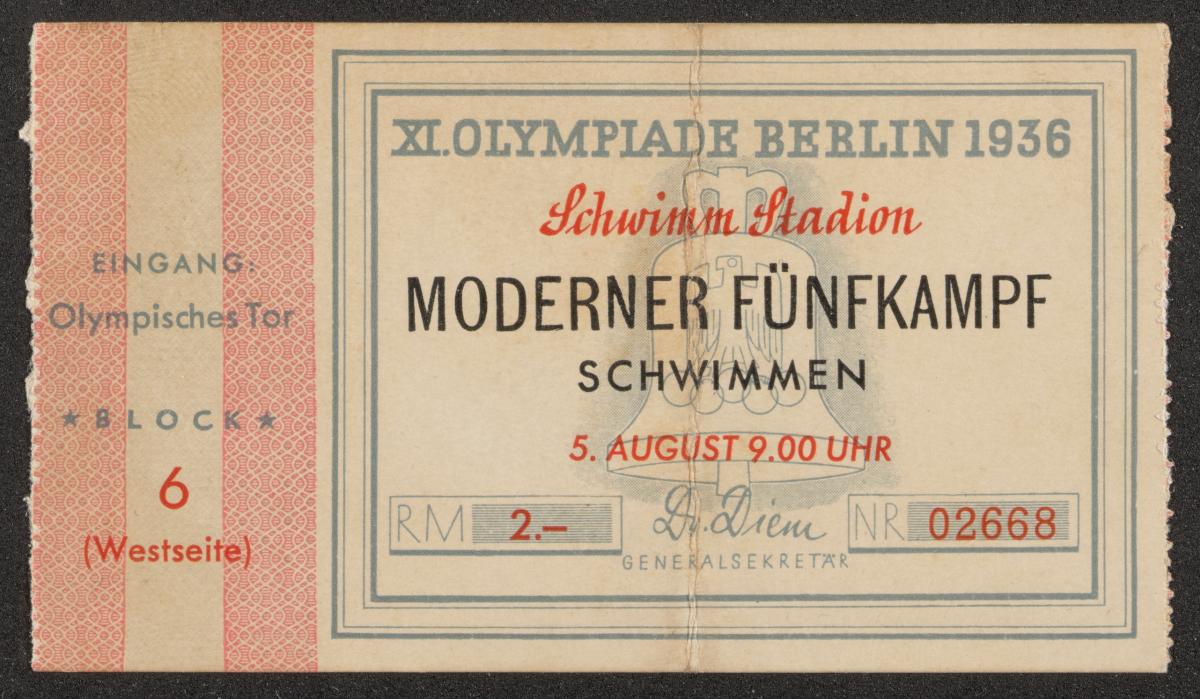 EINGANG:
Olympisches Tor
★ BLOCK ★
6
(Westseite)
XI. OLYMPIADE BERLIN 1936
Schwimm Stadion
MODERNER FÜNFKAMPF
SCHWIMMEN
5. AUGUST 9.00 UHR
RM 2.–
Dr. Diem
GENERALSEKRETÄR
NR 02668